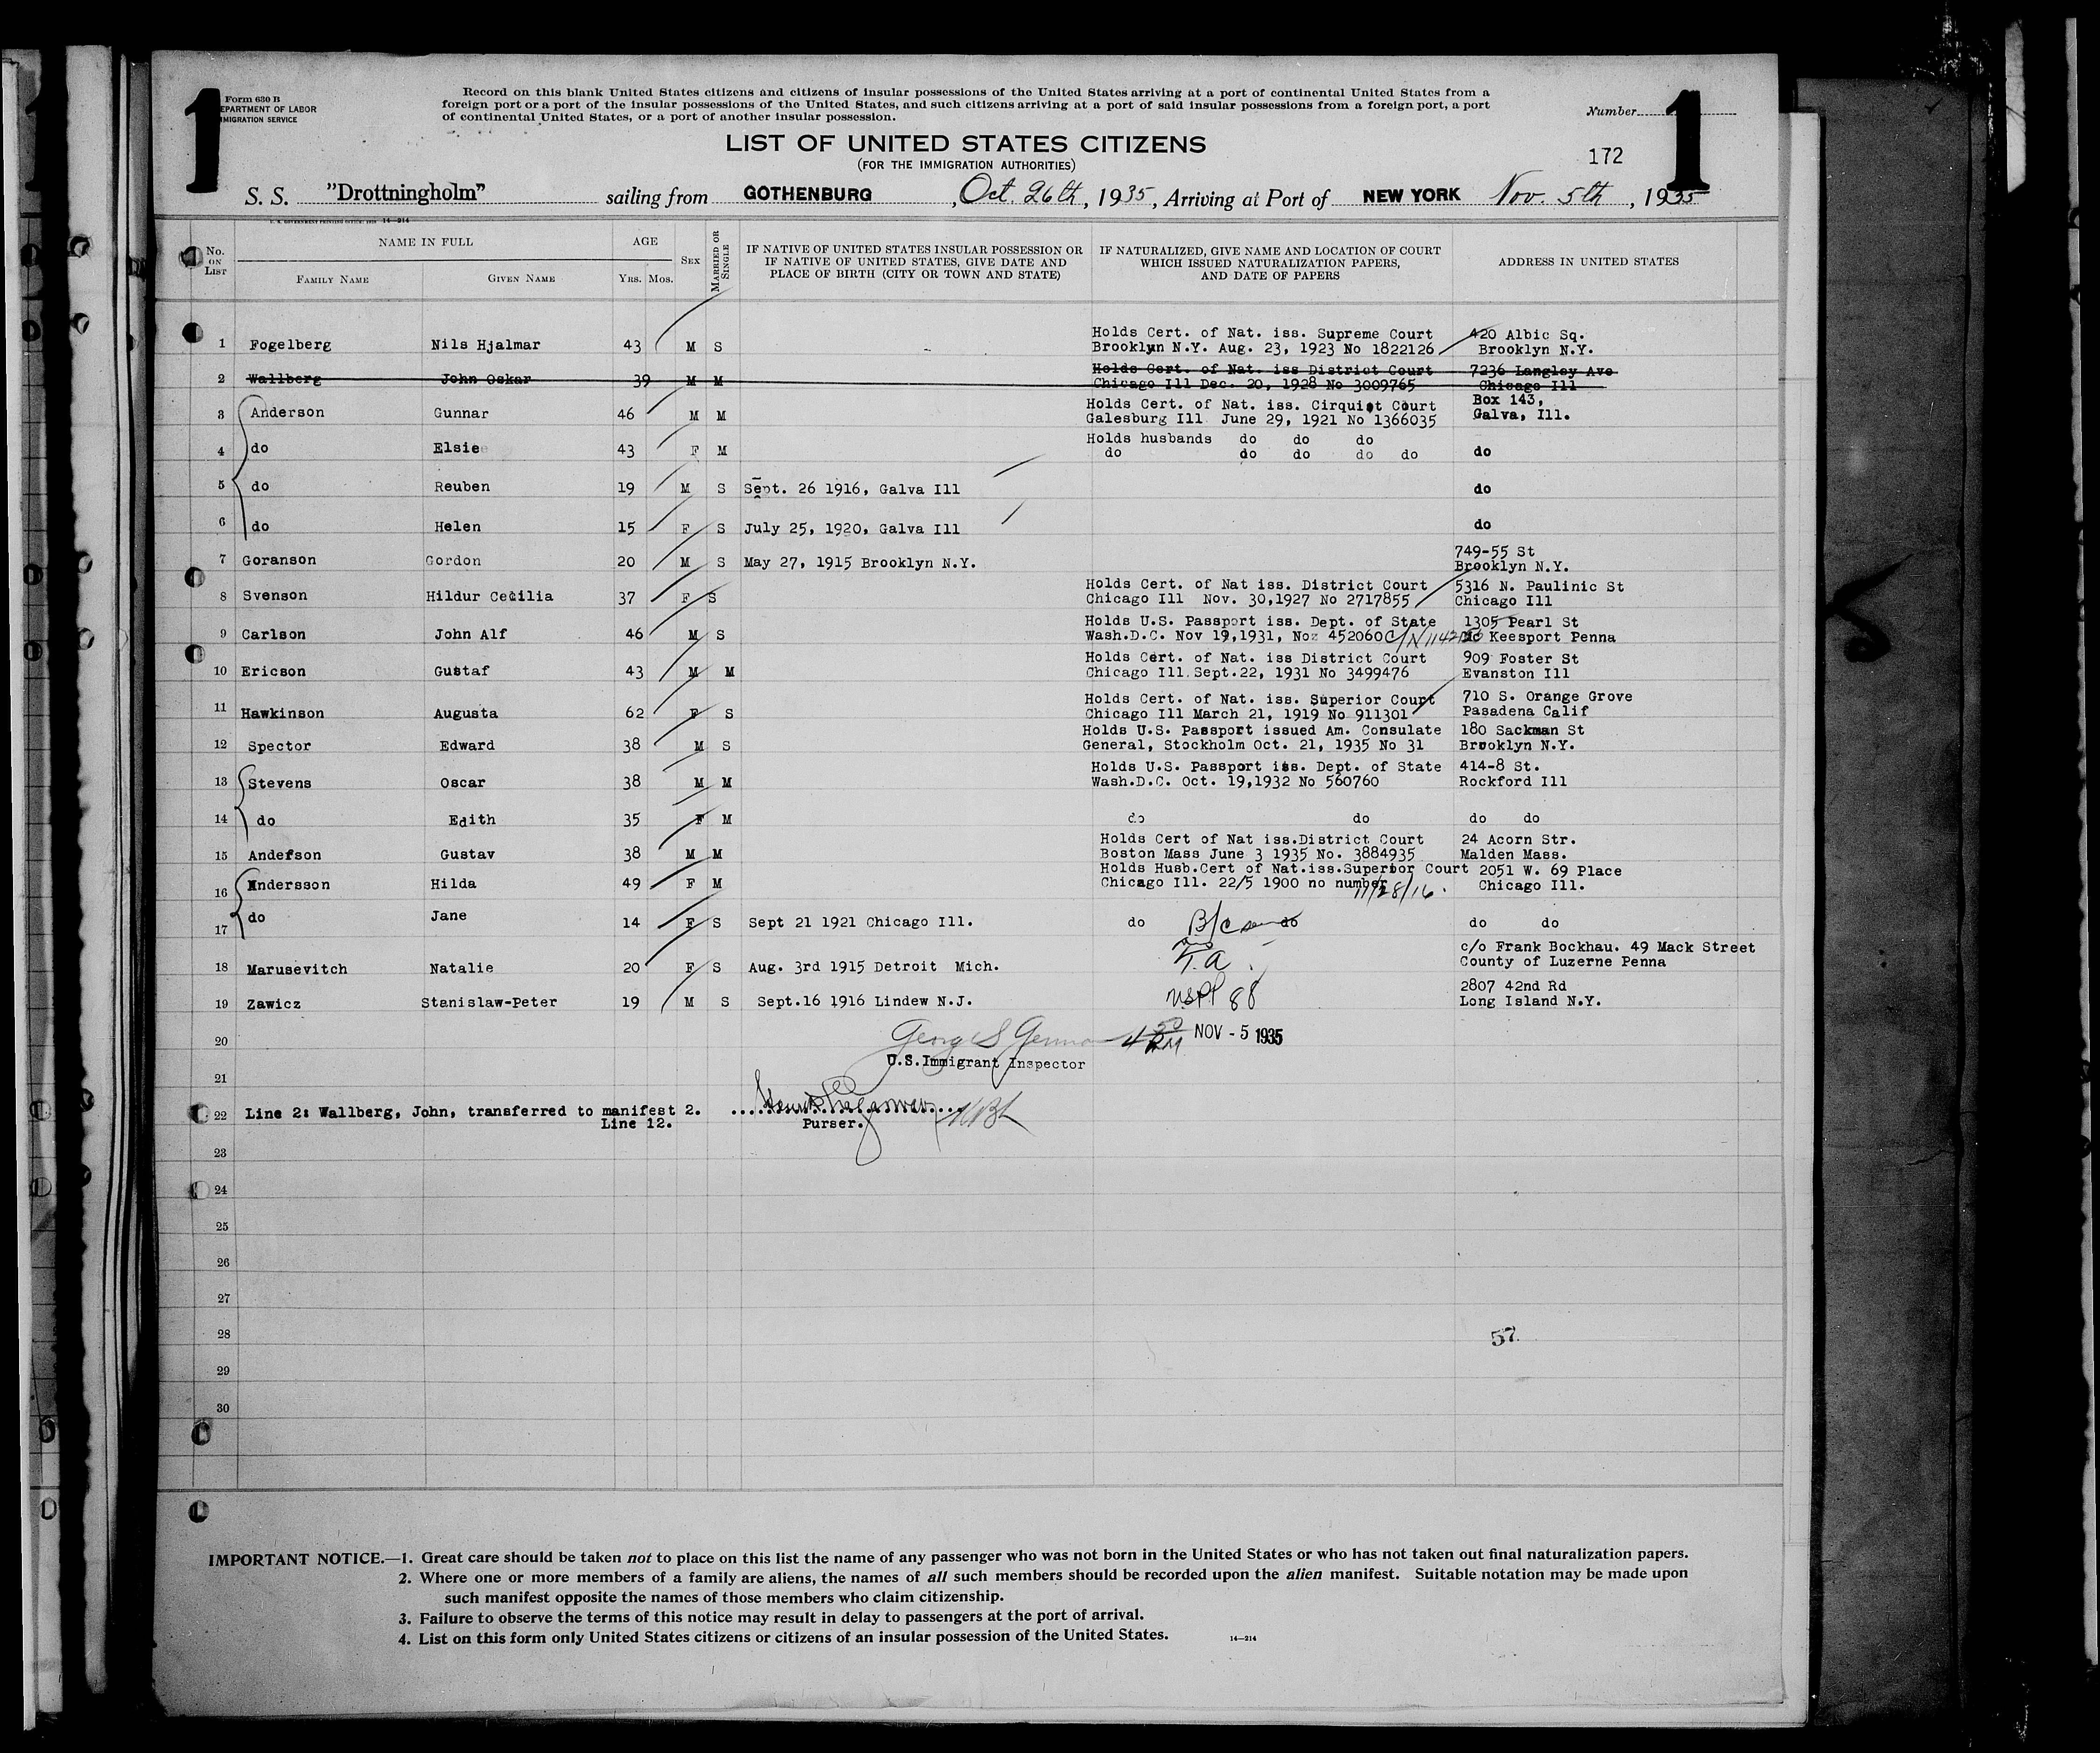 1
Form 630 B
EPARTMENT OF LABOR
MIGRATION SERVICE
Record on this blank United States citizens and citizens of insular possessions of the United States arriving at a port of continental United States from a
foreign port or a port of the insular possessions of the United States, and such citizens arriving at a port of said insular possessions from a foreign port, a port
of continental United States, or a port of another insular possession.
Number
1
LIST OF UNITED STATES CITIZENS
(FOR THE IMMIGRATION AUTHORITIES)
172
S. S. "Drottningholm" sailing from GOTHENBURG, Oct. 26th, 1935, Arriving at Port of NEW YORK Nov. 5th, 1935
U. S. GOVERNMENT PRINTING OFFICE: 14—214
No. ON LIST
NAME IN FULL
FAMILY NAME GIVEN NAME
AGE
YRS. MOS.
SEX
MARRIED OR SINGLE
IF NATIVE OF UNITED STATES INSULAR POSSESSION OR
IF NATIVE OF UNITED STATES, GIVE DATE AND
PLACE OF BIRTH (CITY OR TOWN AND STATE)
IF NATURALIZED, GIVE NAME AND LOCATION OF COURT
WHICH ISSUED NATURALIZATION PAPERS,
AND DATE OF PAPERS
ADDRESS IN UNITED STATES
Holds Cert. of Nat. iss. Supreme Court 420 Albic Sq.
1 Fogelberg Nils Hjalmar 43 M S Brooklyn N.Y. Aug. 23, 1923 No 1822126 Brooklyn N.Y.
Holds Cert. of Nat. iss District Court 7236 Langley Ave
2 Wallberg John Oskar 39 M M Chicago Ill Dec. 20, 1928 No 3009765 Chicago Ill
Holds Cert. of Nat. iss. Cirquit Court Box 143,
3 Anderson Gunnar 46 M M Galesburg Ill June 29, 1921 No 1366035 Galva, Ill.
Holds husbands do do do
4 do Elsie 43 F M do do do do do do
5 do Reuben 19 M S Sept. 26 1916, Galva Ill do
6 do Helen 15 F S July 25, 1920, Galva Ill do
749-55 St
7 Goranson Gordon 20 M S May 27, 1915 Brooklyn N.Y. Brooklyn N.Y.
Holds Cert. of Nat iss. District Court 5316 N. Paulinic St
8 Svenson Hildur Cecilia 37 F S Chicago Ill Nov. 30,1927 No 2717855 Chicago Ill
Holds U.S. Passport iss. Dept. of State 1305 Pearl St
9 Carlson John Alf 46 M S Wash.D.C. Nov 19,1931, No 452060 Keesport Penna
Holds Cert. of Nat. iss District Court 909 Foster St
10 Ericson Gustaf 43 M M Chicago Ill.Sept.22, 1931 No 3499476 Evanston Ill
Holds Cert. of Nat. iss. Superior Court 710 S. Orange Grove
11 Hawkinson Augusta 62 F S Chicago Ill March 21, 1919 No 911301 Pasadena Calif
Holds U.S. Passport issued Am. Consulate 180 Sackman St
12 Spector Edward 38 M S General, Stockholm Oct. 21, 1935 No 31 Brooklyn N.Y.
Holds U.S. Passport iss. Dept. of State 414-8 St.
13 Stevens Oscar 38 M M Wash.D.C. Oct. 19,1932 No 560760 Rockford Ill
14 do Edith 35 F M do do do do
Holds Cert of Nat iss.District Court 24 Acorn Str.
15 Anderson Gustav 38 M M Boston Mass June 3 1935 No. 3884935 Malden Mass.
Holds Husb.Cert of Nat.iss.Superior Court 2051 W. 69 Place
16 Andersson Hilda 49 F M Chicago Ill. 22/5 1900 no number Chicago Ill.
11/28/16.
17 do Jane 14 F S Sept 21 1921 Chicago Ill. do B/c do do do
c/o Frank Bockhau. 49 Mack Street
18 Marusevitch Natalie 20 F S Aug. 3rd 1915 Detroit Mich. County of Luzerne Penna
2807 42nd Rd
19 Zawicz Stanislaw-Peter 19 M S Sept.16 1916 Lindew N.J. USPP 88 Long Island N.Y.
20 NOV - 5 1935
U.S.Immigrant Inspector
21
22 Line 2: Wallberg, John, transferred to manifest 2.
Line 12. Purser.
23
24
25
26
27
28 57
29
30
IMPORTANT NOTICE.—1. Great care should be taken not to place on this list the name of any passenger who was not born in the United States or who has not taken out final naturalization papers.
2. Where one or more members of a family are aliens, the names of all such members should be recorded upon the alien manifest. Suitable notation may be made upon
such manifest opposite the names of those members who claim citizenship.
3. Failure to observe the terms of this notice may result in delay to passengers at the port of arrival.
4. List on this form only United States citizens or citizens of an insular possession of the United States.
14—214